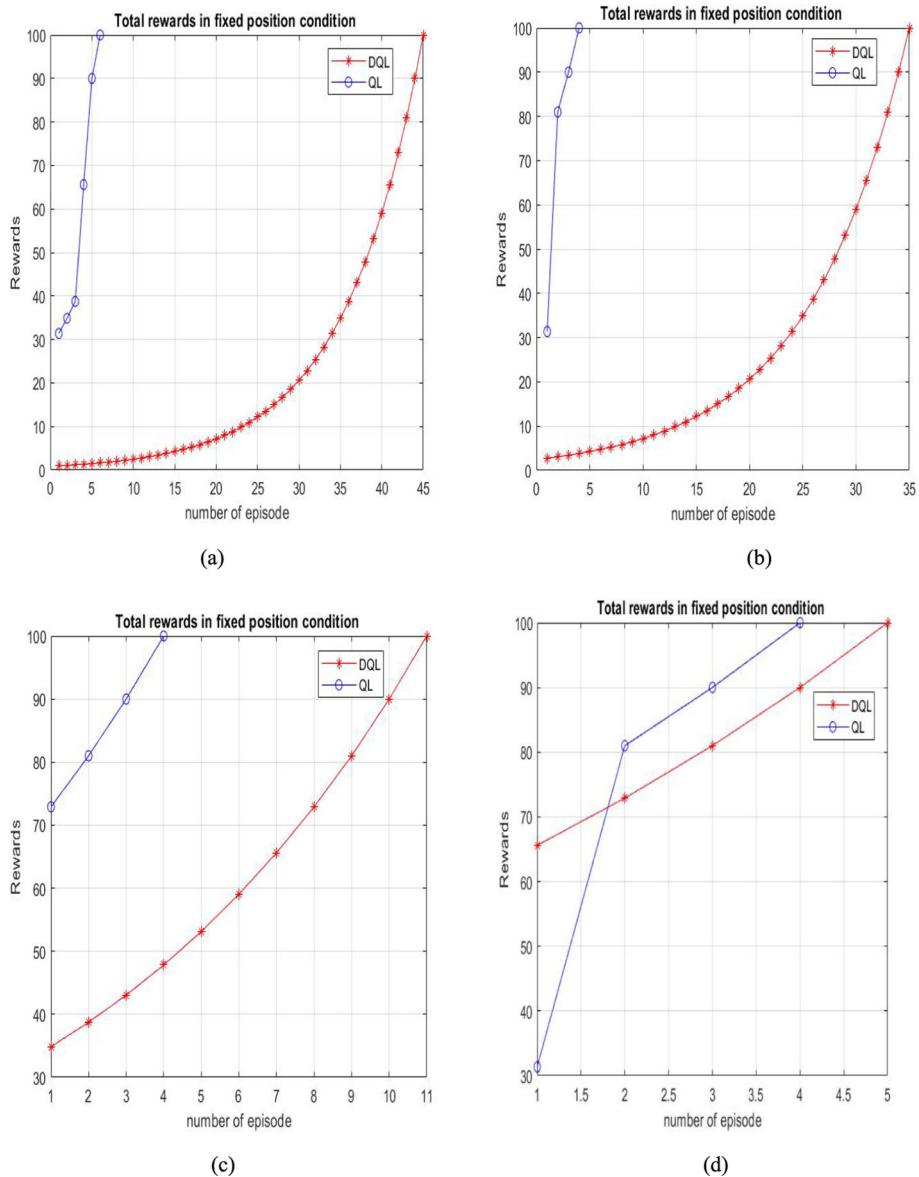 Total rewards in fixed position condition
100
90
80
70
60
50
40
30
20
10
0
Rewards
DQL
QL
0 5 10 15 20 25 30 35 40 45
number of episode
(a)
Total rewards in fixed position condition
100
90
80
70
60
50
40
30
20
10
0
Rewards
DQL
QL
0 5 10 15 20 25 30 35
number of episode
(b)
Total rewards in fixed position condition
100
90
80
70
60
50
40
30
Rewards
DQL
QL
1 2 3 4 5 6 7 8 9 10 11
number of episode
(c)
Total rewards in fixed position condition
100
90
80
70
60
50
40
30
Rewards
DQL
QL
1 1.5 2 2.5 3 3.5 4 4.5 5
number of episode
(d)